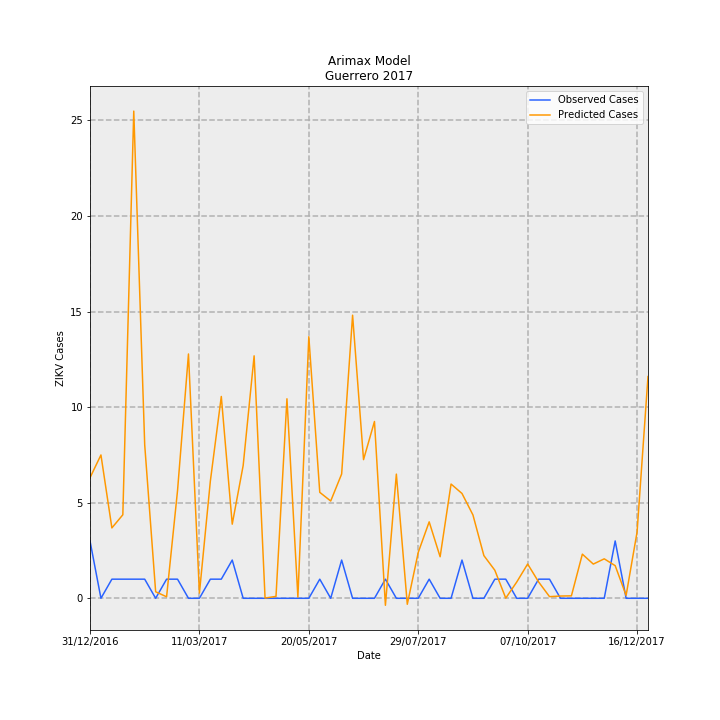 Arimax Model
Guerrero 2017
Observed Cases
Predicted Cases
25
20
15
10
5
0
ZIKV Cases
31/12/2016
11/03/2017
20/05/2017
29/07/2017
07/10/2017
16/12/2017
Date